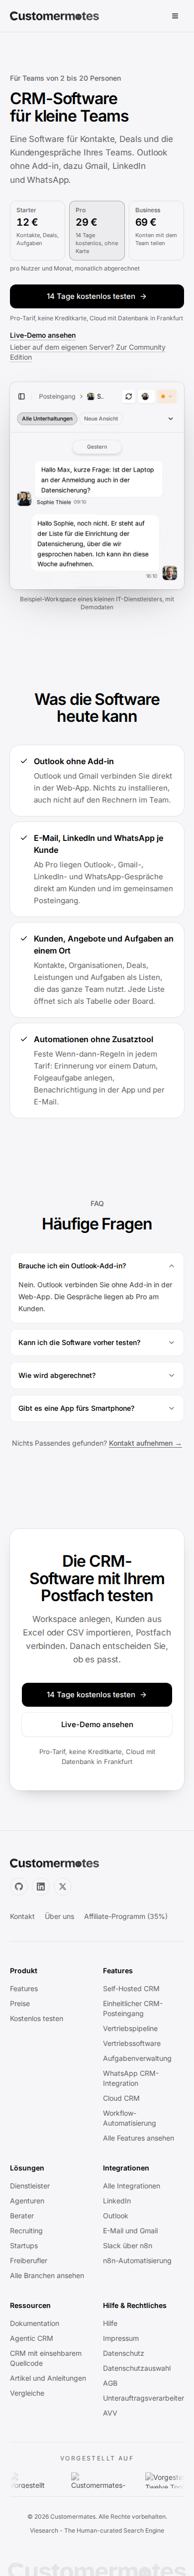 Customermates
Für Teams von 2 bis 20 Personen
CRM-Software
für kleine Teams
Eine Software für Kontakte, Deals und die
Kundengespräche Ihres Teams. Outlook
ohne Add-in, dazu Gmail, LinkedIn
und WhatsApp.
Starter
12 €
Kontakte, Deals,
Aufgaben
Pro
29 €
14 Tage
kostenlos, ohne
Karte
Business
69 €
Konten mit dem
Team teilen
pro Nutzer und Monat, monatlich abgerechnet
14 Tage kostenlos testen →
Pro-Tarif, keine Kreditkarte, Cloud mit Datenbank in Frankfurt
Live-Demo ansehen
Lieber auf dem eigenen Server? Zur Community
Edition
Posteingang > S..
Alle Unterhaltungen
Neue Ansicht
Gestern
Hallo Max, kurze Frage: Ist der Laptop
an der Anmeldung auch in der
Datensicherung?
Sophie Thiele 09:10
Hallo Sophie, noch nicht. Er steht auf
der Liste für die Einrichtung der
Datensicherung, über die wir
gesprochen haben. Ich kann ihn diese
Woche aufnehmen.
16:10
Beispiel-Workspace eines kleinen IT-Dienstleisters, mit
Demodaten
Was die Software
heute kann
Outlook ohne Add-in
Outlook und Gmail verbinden Sie direkt
in der Web-App. Nichts zu installieren,
auch nicht auf den Rechnern im Team.
E-Mail, LinkedIn und WhatsApp je
Kunde
Ab Pro liegen Outlook-, Gmail-,
LinkedIn- und WhatsApp-Gespräche
direkt am Kunden und im gemeinsamen
Posteingang.
Kunden, Angebote und Aufgaben an
einem Ort
Kontakte, Organisationen, Deals,
Leistungen und Aufgaben als Listen,
die das ganze Team nutzt. Jede Liste
öffnet sich als Tabelle oder Board.
Automationen ohne Zusatztool
Feste Wenn-dann-Regeln in jedem
Tarif: Erinnerung vor einem Datum,
Folgeaufgabe anlegen,
Benachrichtigung in der App und per
E-Mail.
FAQ
Häufige Fragen
Brauche ich ein Outlook-Add-in?
Nein. Outlook verbinden Sie ohne Add-in in der
Web-App. Die Gespräche liegen ab Pro am
Kunden.
Kann ich die Software vorher testen?
Wie wird abgerechnet?
Gibt es eine App fürs Smartphone?
Nichts Passendes gefunden? Kontakt aufnehmen →
Die CRM-
Software mit Ihrem
Postfach testen
Workspace anlegen, Kunden aus
Excel oder CSV importieren, Postfach
verbinden. Danach entscheiden Sie,
ob es passt.
14 Tage kostenlos testen →
Live-Demo ansehen
Pro-Tarif, keine Kreditkarte, Cloud mit
Datenbank in Frankfurt
Customermates
Kontakt Über uns Affiliate-Programm (35%)
Produkt
Features
Preise
Kostenlos testen
Features
Self-Hosted CRM
Einheitlicher CRM-
Posteingang
Vertriebspipeline
Vertriebssoftware
Aufgabenverwaltung
WhatsApp CRM-
Integration
Cloud CRM
Workflow-
Automatisierung
Alle Features ansehen
Lösungen
Dienstleister
Agenturen
Berater
Recruiting
Startups
Freiberufler
Alle Branchen ansehen
Integrationen
Alle Integrationen
LinkedIn
Outlook
E-Mail und Gmail
Slack über n8n
n8n-Automatisierung
Ressourcen
Dokumentation
Agentic CRM
CRM mit einsehbarem
Quellcode
Artikel und Anleitungen
Vergleiche
Hilfe & Rechtliches
Hilfe
Impressum
Datenschutz
Datenschutzauswahl
AGB
Unterauftragsverarbeiter
AVV
VORGESTELLT AUF
Vorgestellt
Customermates-
Vorgestellt
© 2026 Customermates. Alle Rechte vorbehalten.
Viesearch - The Human-curated Search Engine
Customermates